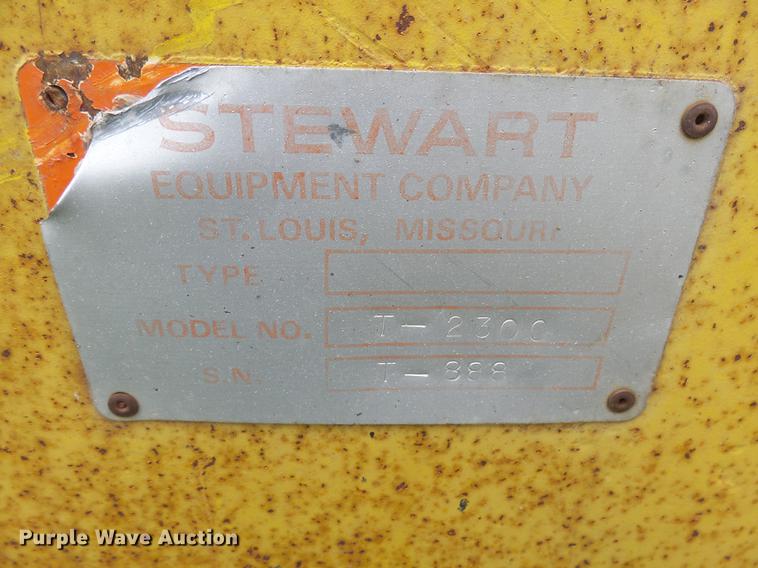 STEWART
EQUIPMENT COMPANY
ST. LOUIS, MISSOURI
TYPE
MODEL NO. T-2300
S.N. T-888
Purple Wave Auction